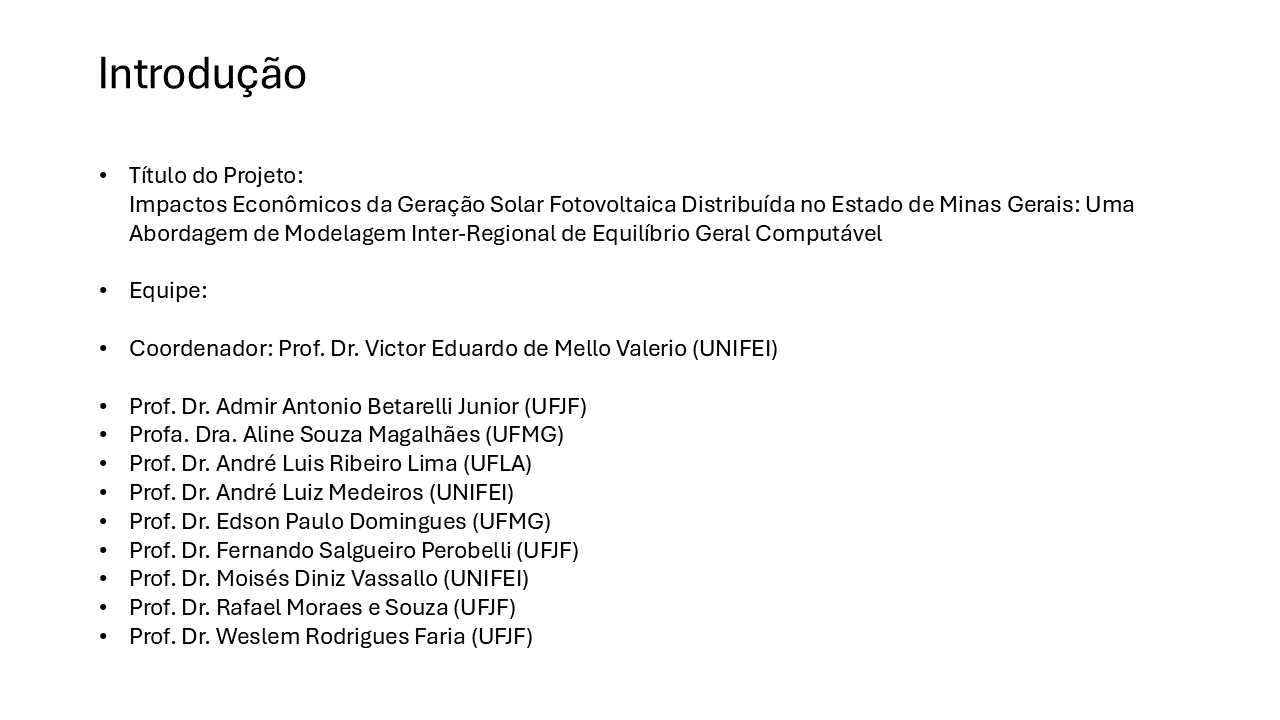 Introdução
• Título do Projeto:
Impactos Econômicos da Geração Solar Fotovoltaica Distribuída no Estado de Minas Gerais: Uma
Abordagem de Modelagem Inter-Regional de Equilíbrio Geral Computável
• Equipe:
• Coordenador: Prof. Dr. Victor Eduardo de Mello Valerio (UNIFEI)
• Prof. Dr. Admir Antonio Betarelli Junior (UFJF)
• Profa. Dra. Aline Souza Magalhães (UFMG)
• Prof. Dr. André Luis Ribeiro Lima (UFLA)
• Prof. Dr. André Luiz Medeiros (UNIFEI)
• Prof. Dr. Edson Paulo Domingues (UFMG)
• Prof. Dr. Fernando Salgueiro Perobelli (UFJF)
• Prof. Dr. Moisés Diniz Vassallo (UNIFEI)
• Prof. Dr. Rafael Moraes e Souza (UFJF)
• Prof. Dr. Weslem Rodrigues Faria (UFJF)